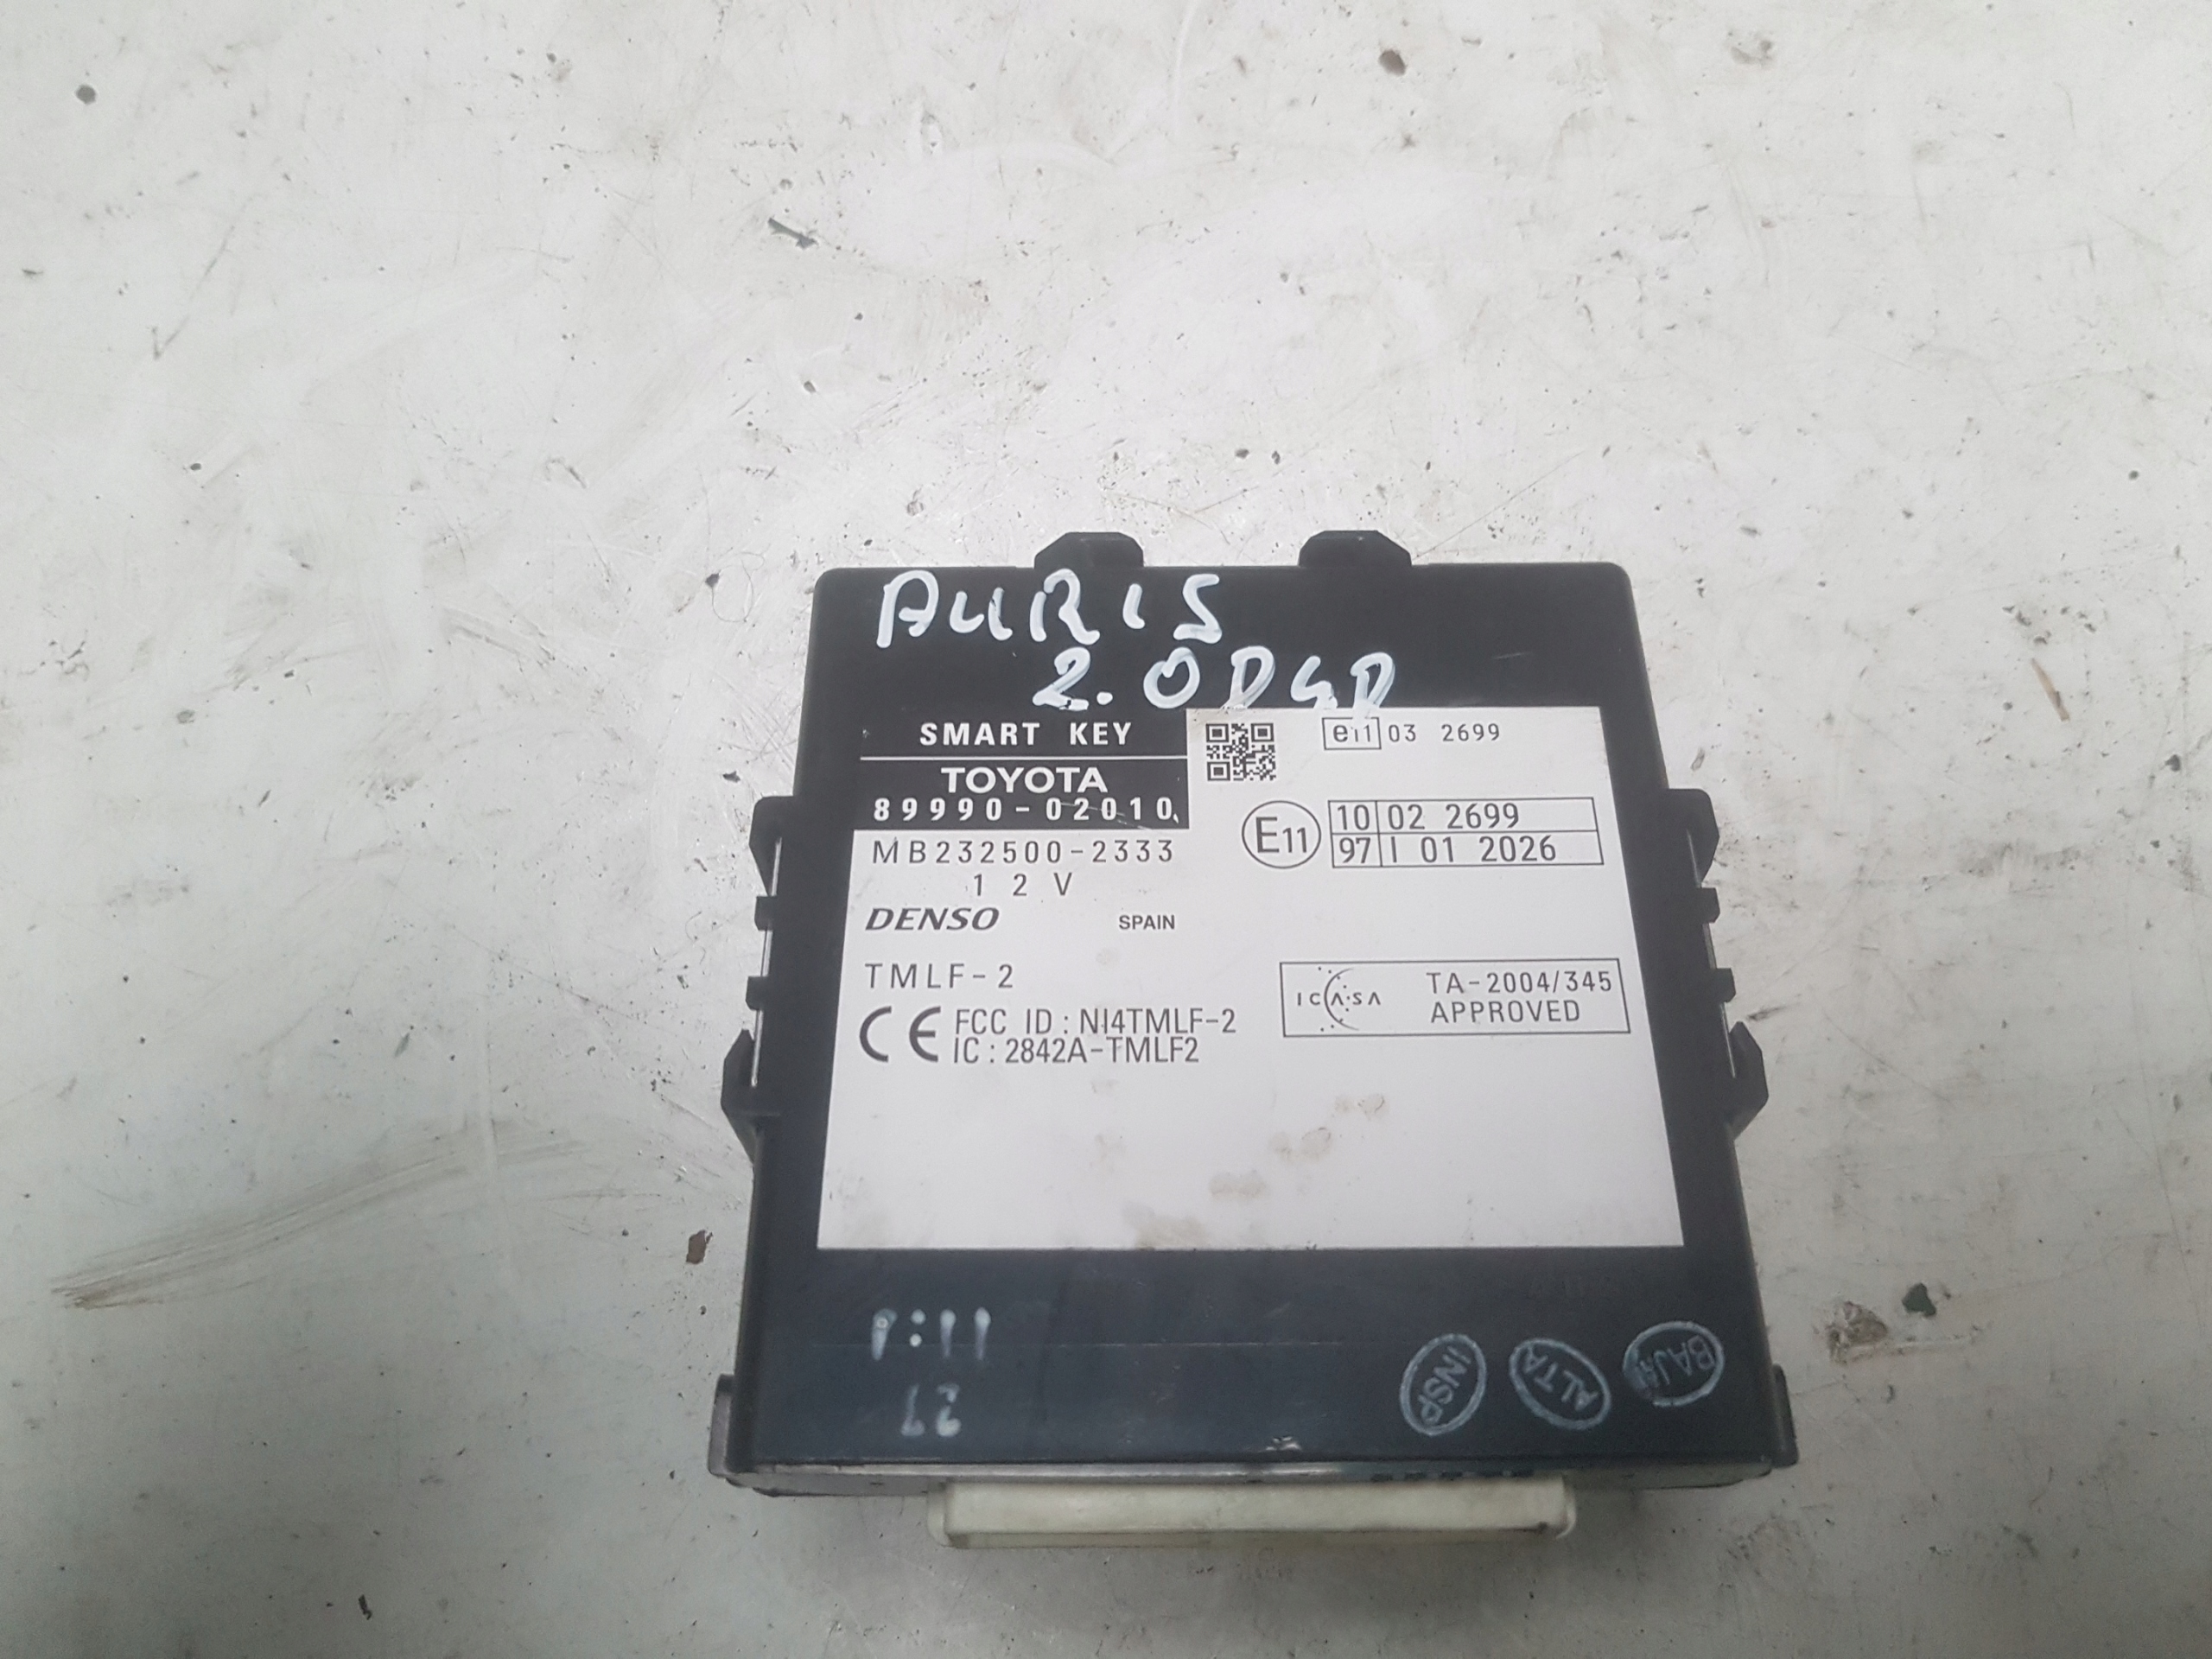 AURIS
2.0D4D
SMART KEY
TOYOTA
89990-02010
MB232500-2333
12V
DENSO SPAIN
TMLF-2
CE FCC ID : NI4TMLF-2
IC : 2842A-TMLF2
e11 03 2699
E11 10 02 2699
97 I 01 2026
ICASA TA-2004/345
APPROVED
INSP ALTA BAJA